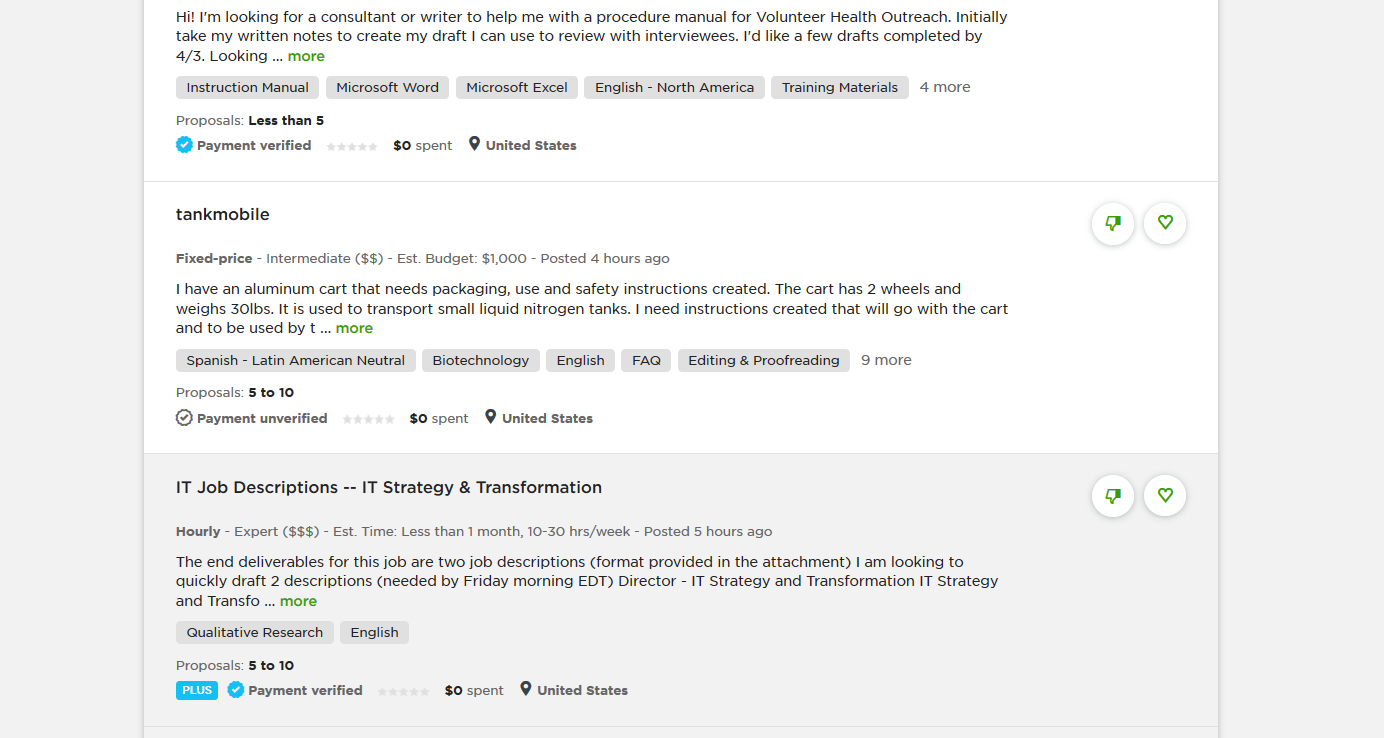 Hi! I'm looking for a consultant or writer to help me with a procedure manual for Volunteer Health Outreach. Initially
take my written notes to create my draft I can use to review with interviewees. I'd like a few drafts completed by
4/3. Looking ... more
Instruction Manual Microsoft Word Microsoft Excel English - North America Training Materials 4 more
Proposals: Less than 5
Payment verified $0 spent United States
tankmobile
Fixed-price - Intermediate ($$) - Est. Budget: $1,000 - Posted 4 hours ago
I have an aluminum cart that needs packaging, use and safety instructions created. The cart has 2 wheels and
weighs 30lbs. It is used to transport small liquid nitrogen tanks. I need instructions created that will go with the cart
and to be used by t ... more
Spanish - Latin American Neutral Biotechnology English FAQ Editing & Proofreading 9 more
Proposals: 5 to 10
Payment unverified $0 spent United States
IT Job Descriptions -- IT Strategy & Transformation
Hourly - Expert ($$$) - Est. Time: Less than 1 month, 10-30 hrs/week - Posted 5 hours ago
The end deliverables for this job are two job descriptions (format provided in the attachment) I am looking to
quickly draft 2 descriptions (needed by Friday morning EDT) Director - IT Strategy and Transformation IT Strategy
and Transfo ... more
Qualitative Research English
Proposals: 5 to 10
PLUS Payment verified $0 spent United States